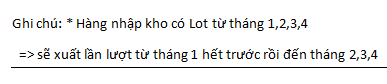 Ghi chú: * Hàng nhập kho có Lot từ tháng 1,2,3,4
=> sẽ xuất lần lượt từ tháng 1 hết trước rồi đến tháng 2,3,4